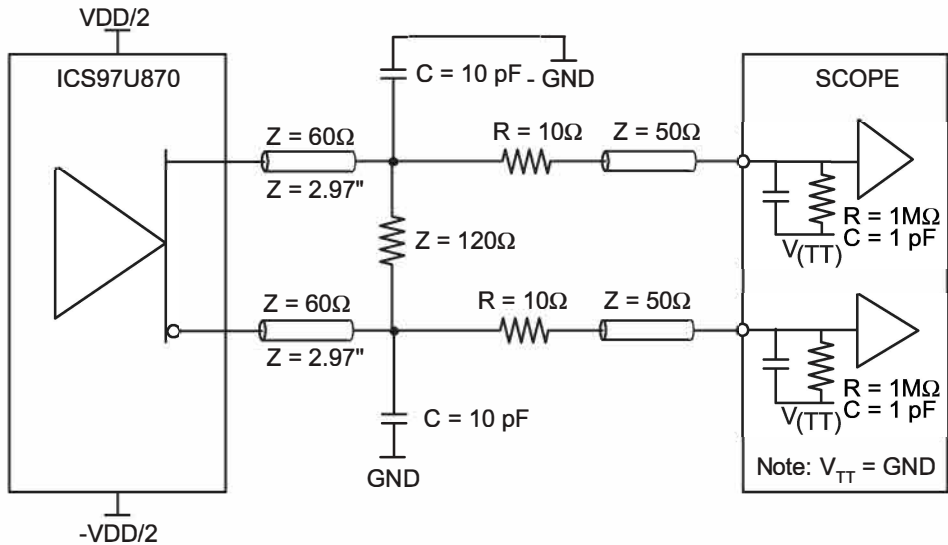 VDD/2
ICS97U870
C = 10 pF
- GND
SCOPE
Z = 60Ω
Z = 2.97"
R = 10Ω
Z = 50Ω
R = 1MΩ
C = 1 pF
V(TT)
Z = 120Ω
Z = 60Ω
Z = 2.97"
R = 10Ω
Z = 50Ω
R = 1MΩ
C = 1 pF
V(TT)
C = 10 pF
GND
Note: VTT = GND
-VDD/2